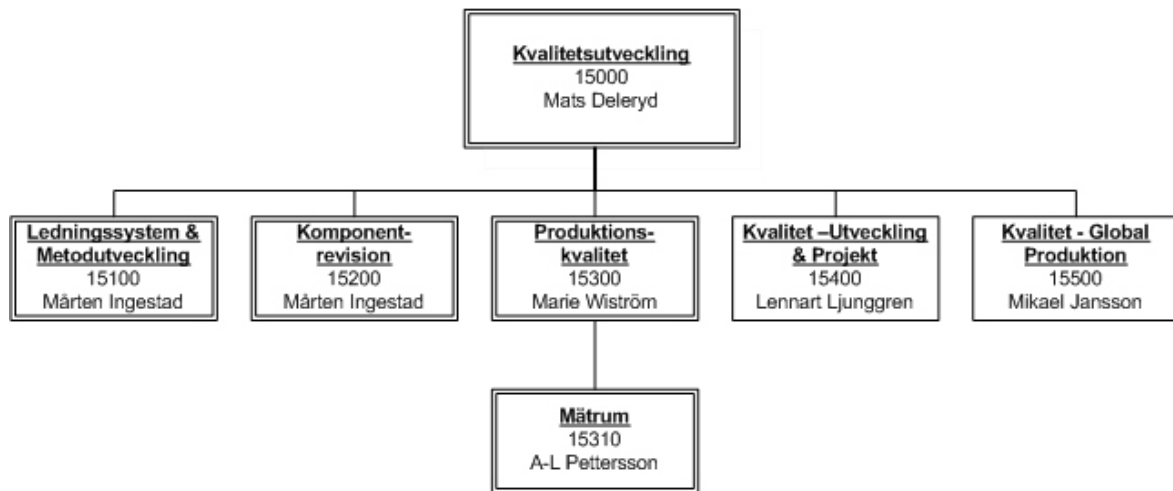 Kvalitetsutveckling
15000
Mats Deleryd
Ledningssystem &
Metodutveckling
15100
Mårten Ingestad
Komponent-
revision
15200
Mårten Ingestad
Produktions-
kvalitet
15300
Marie Wiström
Kvalitet –Utveckling
& Projekt
15400
Lennart Ljunggren
Kvalitet - Global
Produktion
15500
Mikael Jansson
Mätrum
15310
A-L Pettersson